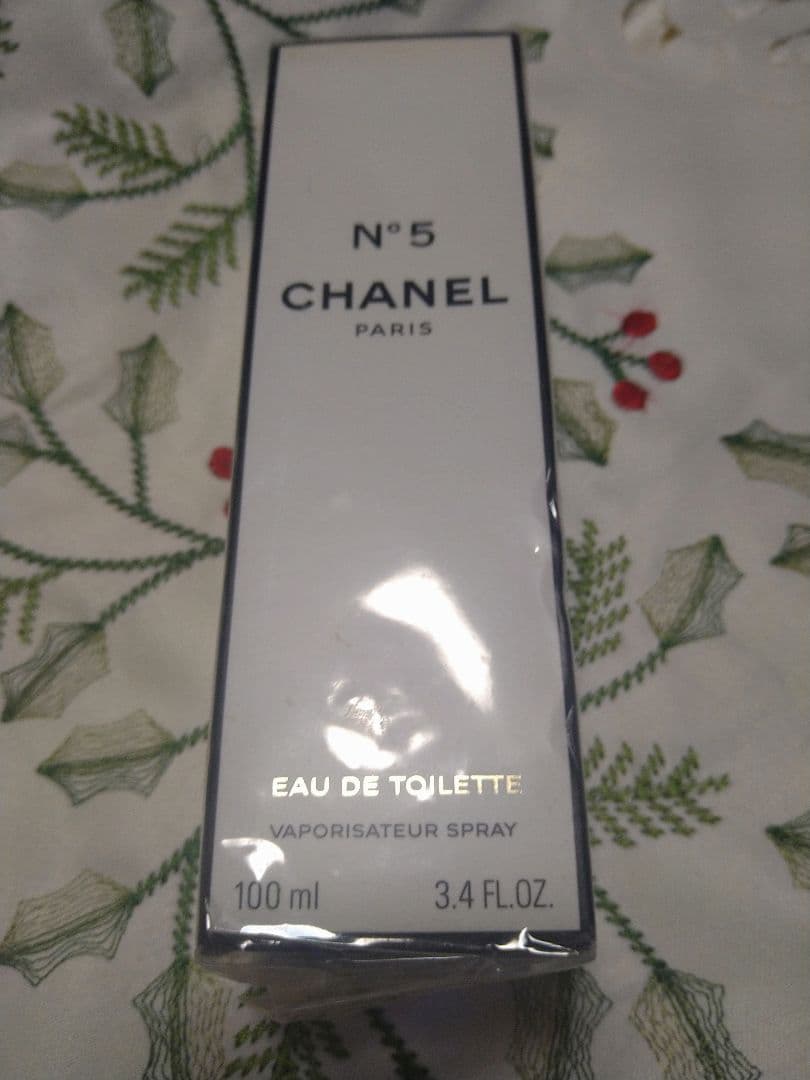 N°5
CHANEL
PARIS
EAU DE TOILETTE
VAPORISATEUR SPRAY
100 ml 3.4 FL.OZ.